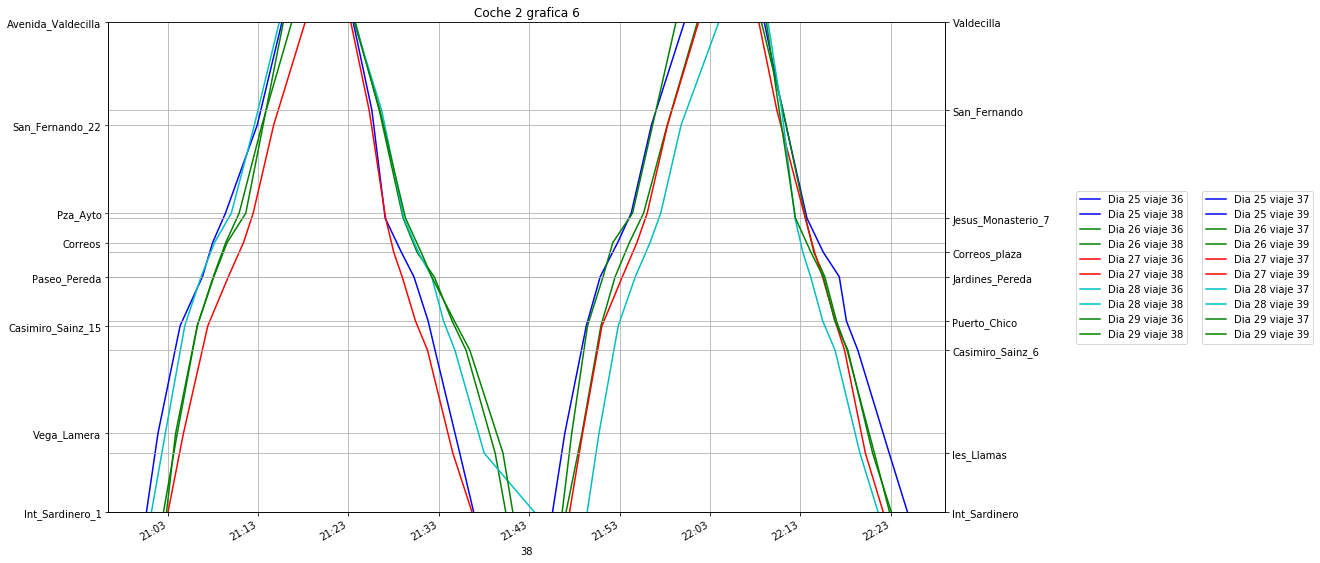 Coche 2 grafica 6
Avenida_Valdecilla
San_Fernando_22
Pza_Ayto
Correos
Paseo_Pereda
Casimiro_Sainz_15
Vega_Lamera
Int_Sardinero_1
Valdecilla
San_Fernando
Jesus_Monasterio_7
Correos_plaza
Jardines_Pereda
Puerto_Chico
Casimiro_Sainz_6
Ies_Llamas
Int_Sardinero
21:03
21:13
21:23
21:33
21:43
21:53
22:03
22:13
22:23
38
Dia 25 viaje 36
Dia 25 viaje 38
Dia 26 viaje 36
Dia 26 viaje 38
Dia 27 viaje 36
Dia 27 viaje 38
Dia 28 viaje 36
Dia 28 viaje 38
Dia 29 viaje 36
Dia 29 viaje 38
Dia 25 viaje 37
Dia 25 viaje 39
Dia 26 viaje 37
Dia 26 viaje 39
Dia 27 viaje 37
Dia 27 viaje 39
Dia 28 viaje 37
Dia 28 viaje 39
Dia 29 viaje 37
Dia 29 viaje 39